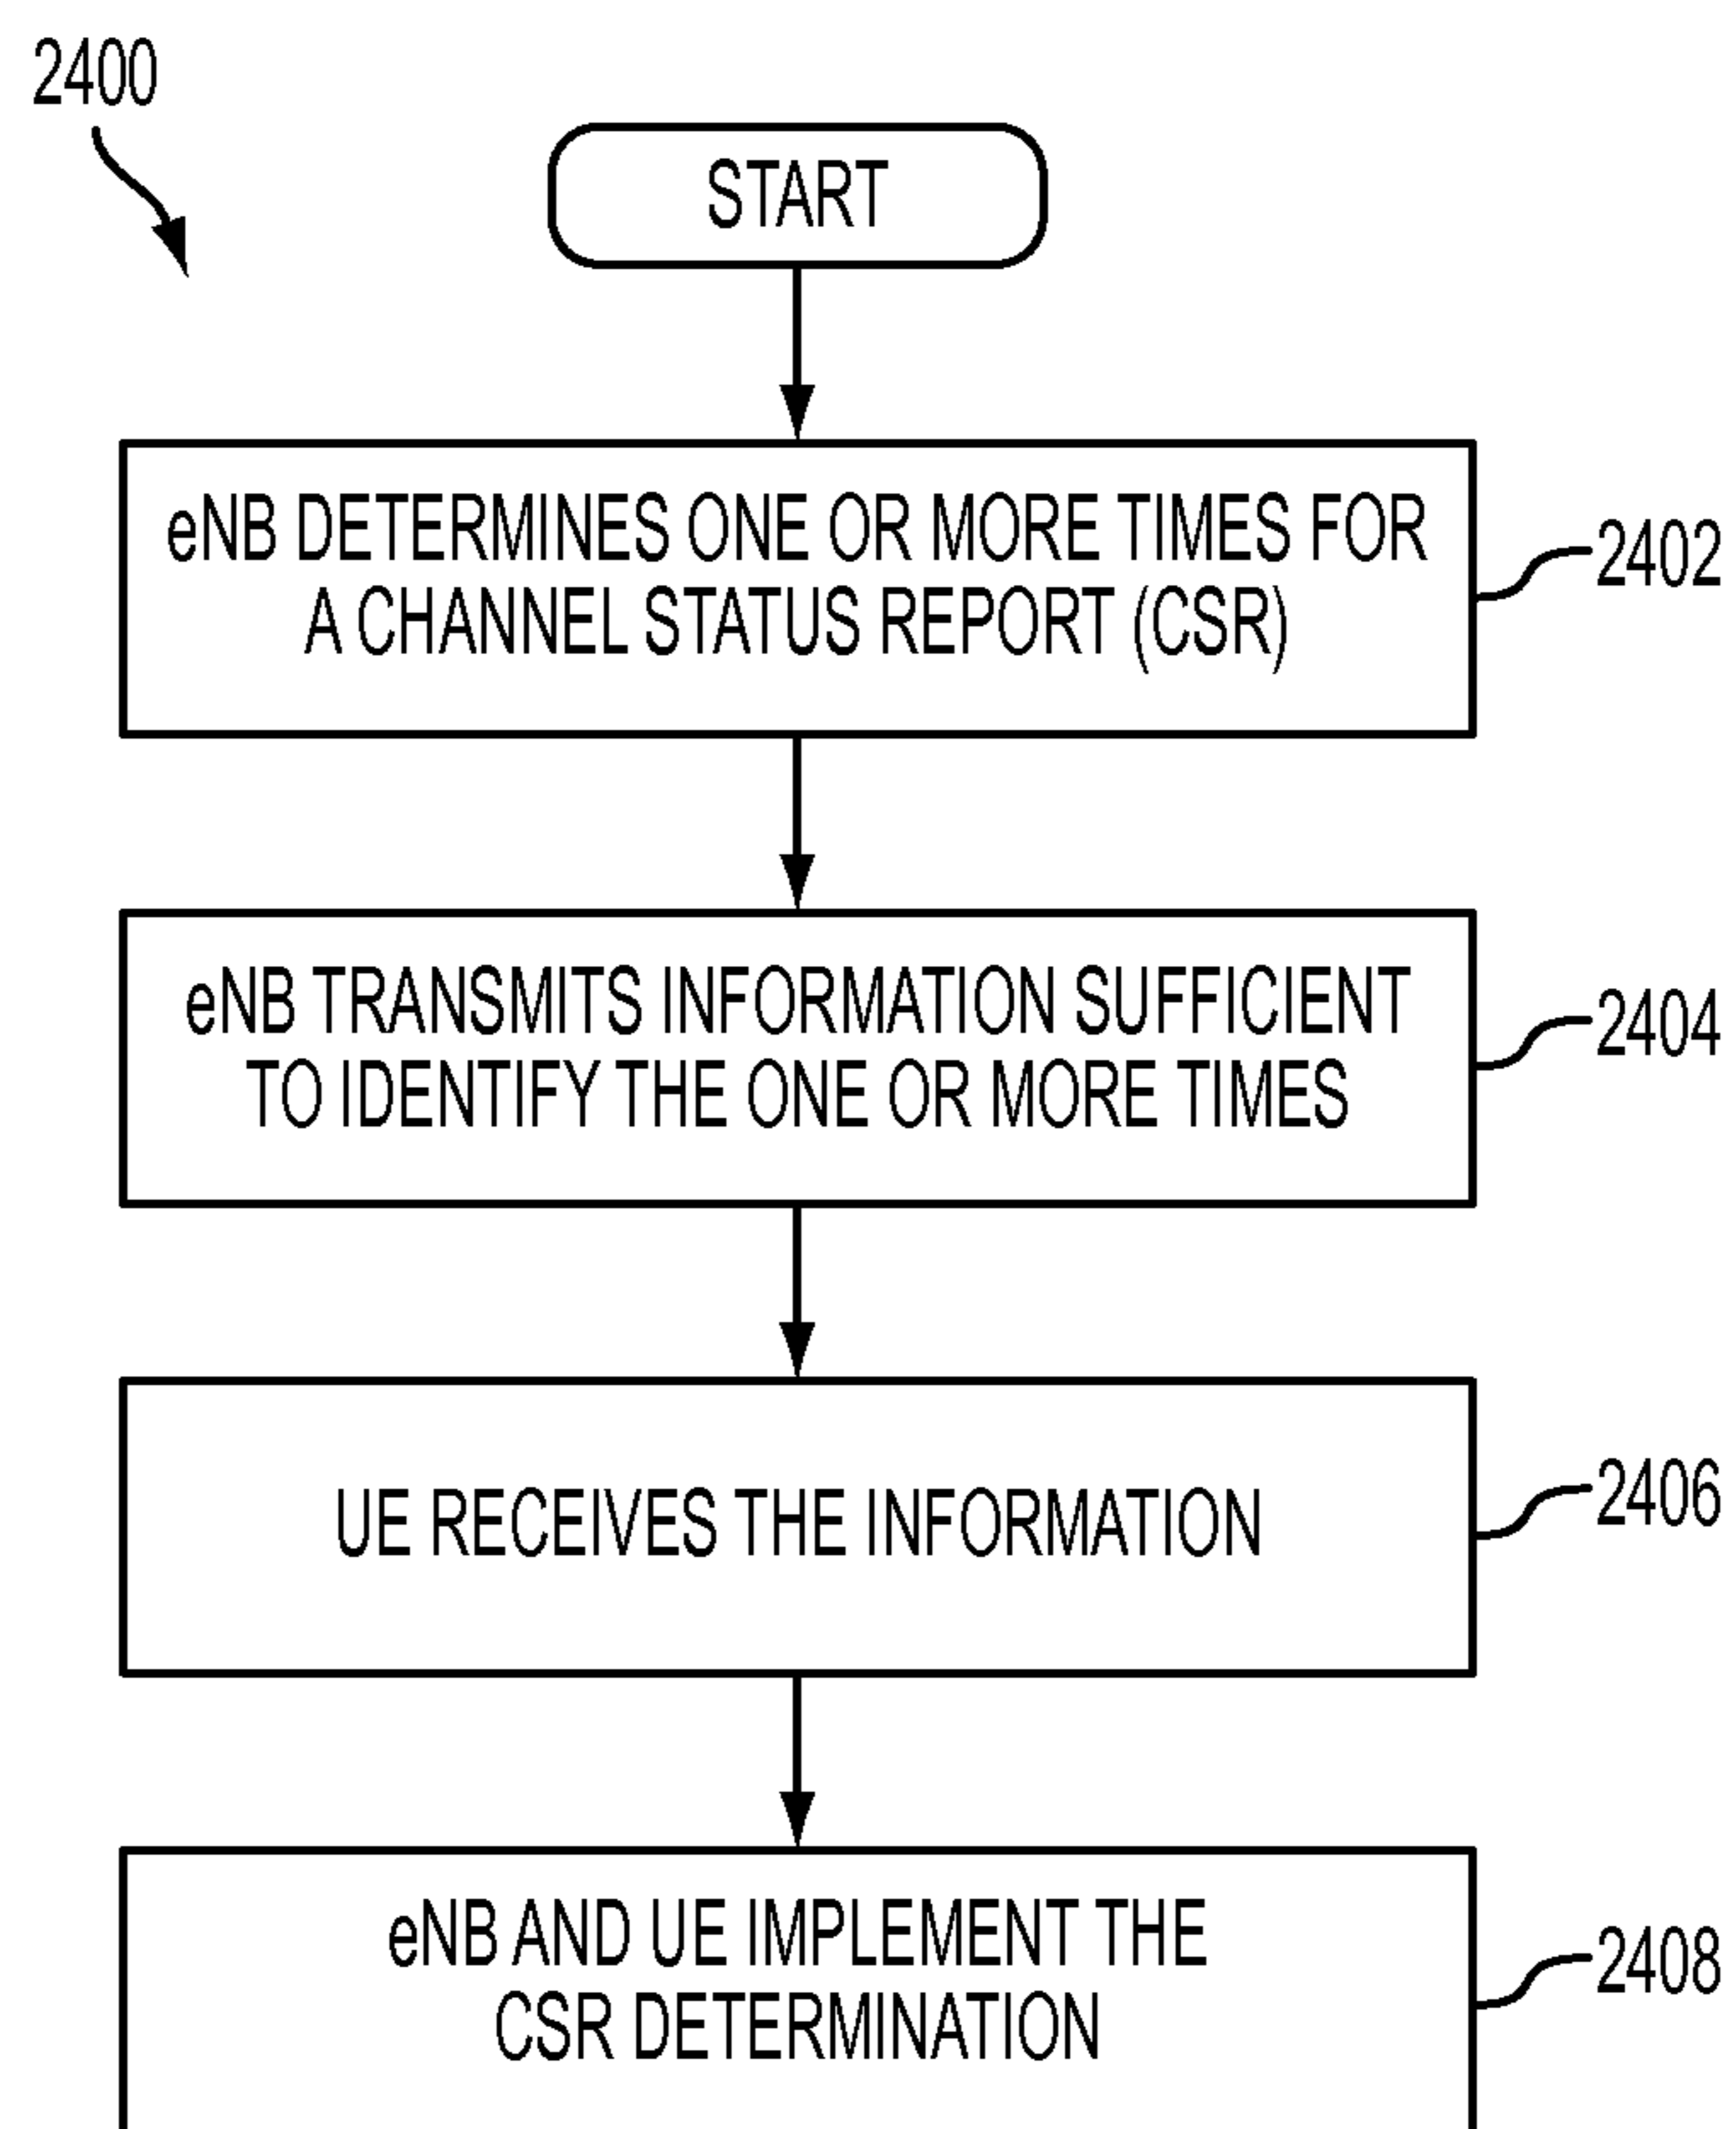 2400
START
eNB DETERMINES ONE OR MORE TIMES FOR
A CHANNEL STATUS REPORT (CSR)
2402
eNB TRANSMITS INFORMATION SUFFICIENT
TO IDENTIFY THE ONE OR MORE TIMES
2404
UE RECEIVES THE INFORMATION
2406
eNB AND UE IMPLEMENT THE
CSR DETERMINATION
2408